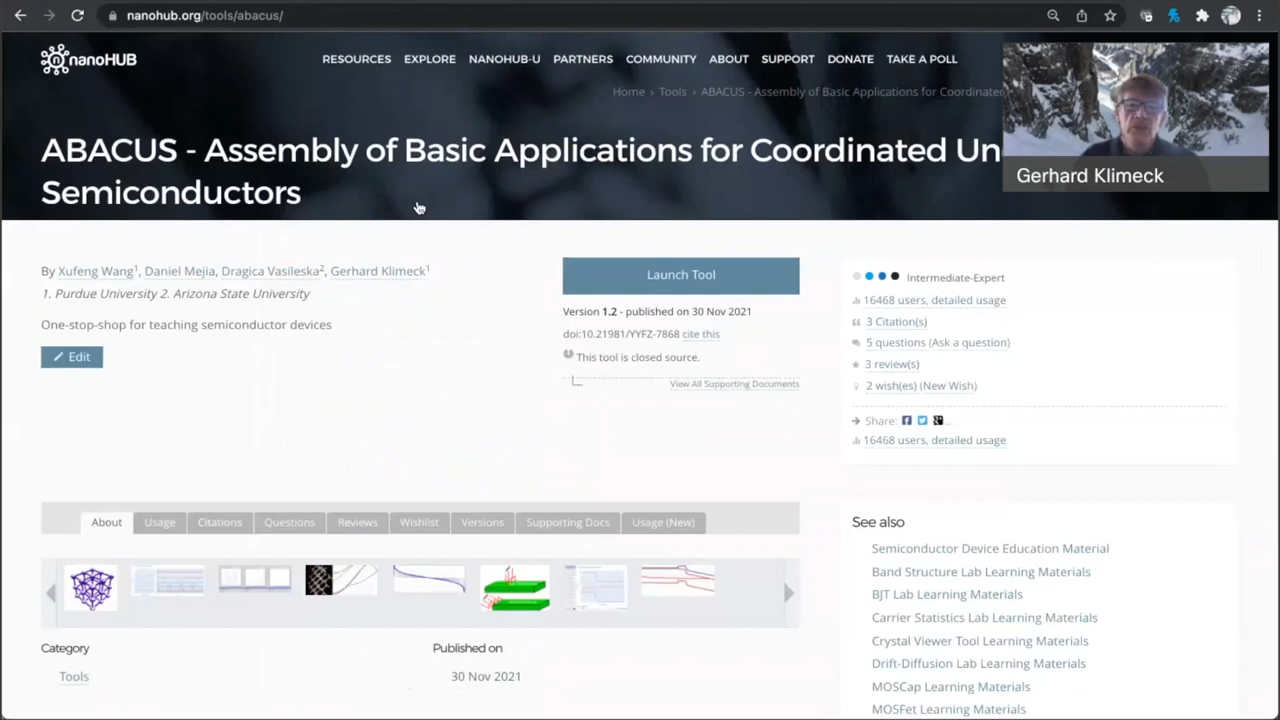 nanohub.org/tools/abacus/
nanoHUB
RESOURCES EXPLORE NANOHUB-U PARTNERS COMMUNITY ABOUT SUPPORT DONATE TAKE A POLL
Home › Tools › ABACUS - Assembly of Basic Applications for Coordinated
ABACUS - Assembly of Basic Applications for Coordinated Un
Semiconductors
Gerhard Klimeck
By Xufeng Wang1, Daniel Mejia, Dragica Vasileska2, Gerhard Klimeck1
1. Purdue University 2. Arizona State University
One-stop-shop for teaching semiconductor devices
Edit
Launch Tool
Version 1.2 - published on 30 Nov 2021
doi:10.21981/YYFZ-7868 cite this
This tool is closed source.
View All Supporting Documents
Intermediate-Expert
16468 users, detailed usage
3 Citation(s)
5 questions (Ask a question)
3 review(s)
2 wish(es) (New Wish)
Share:
16468 users, detailed usage
About Usage Citations Questions Reviews Wishlist Versions Supporting Docs Usage (New)
Category
Tools
Published on
30 Nov 2021
See also
Semiconductor Device Education Material
Band Structure Lab Learning Materials
BJT Lab Learning Materials
Carrier Statistics Lab Learning Materials
Crystal Viewer Tool Learning Materials
Drift-Diffusion Lab Learning Materials
MOSCap Learning Materials
MOSFet Learning Materials